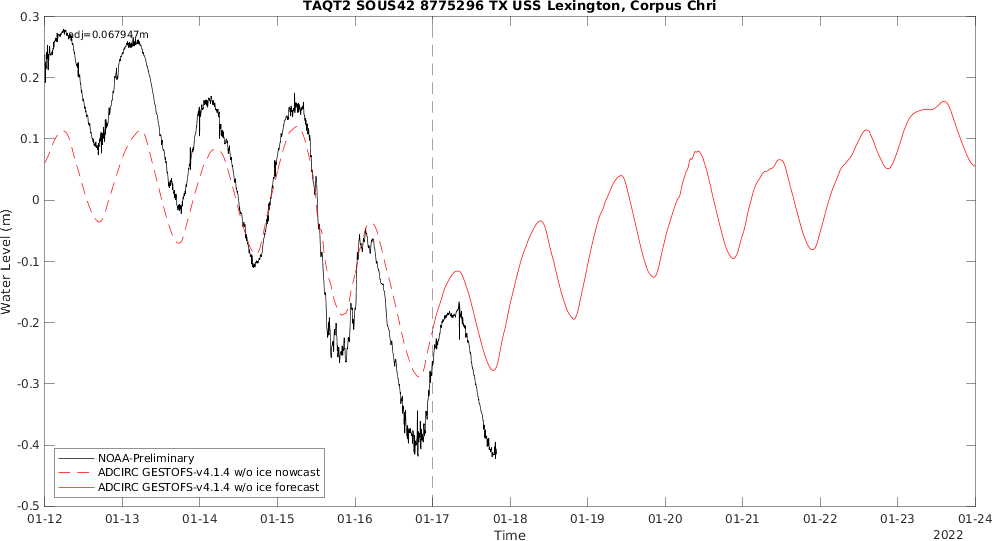 TAQT2 SOUS42 8775296 TX USS Lexington, Corpus Chri
adj=0.067947m
0.3
0.2
0.1
0
-0.1
-0.2
-0.3
-0.4
-0.5
Water Level (m)
NOAA-Preliminary
ADCIRC GESTOFS-v4.1.4 w/o ice nowcast
ADCIRC GESTOFS-v4.1.4 w/o ice forecast
01-12 01-13 01-14 01-15 01-16 01-17 01-18 01-19 01-20 01-21 01-22 01-23 01-24
Time
2022